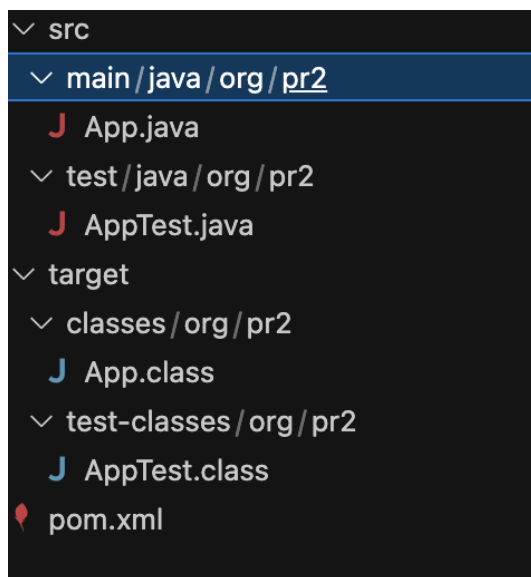 src
main/java/org/pr2
J App.java
test/java/org/pr2
J AppTest.java
target
classes/org/pr2
J App.class
test-classes/org/pr2
J AppTest.class
pom.xml